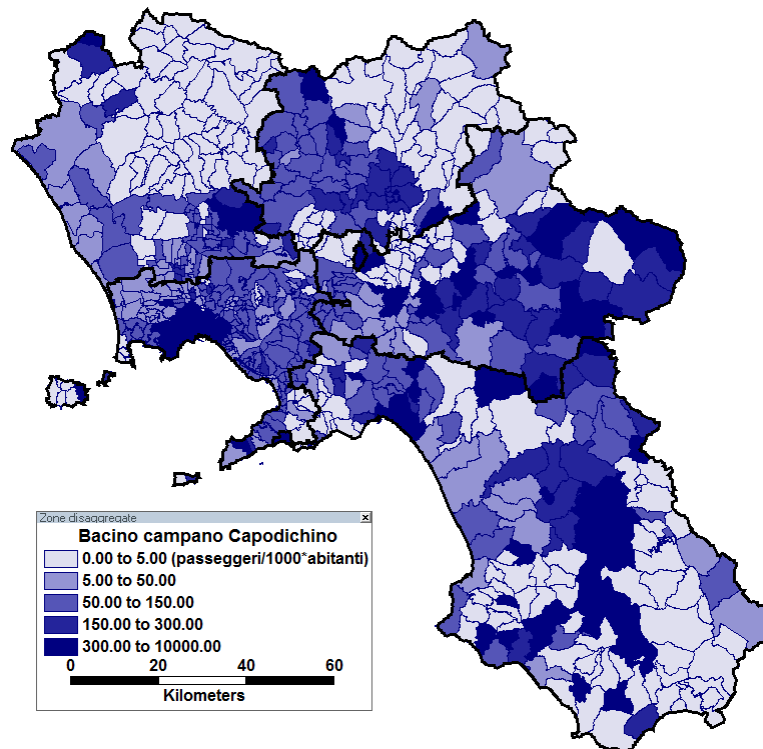 Zone disaggregate
Bacino campano Capodichino
0.00 to 5.00 (passeggeri/1000*abitanti)
5.00 to 50.00
50.00 to 150.00
150.00 to 300.00
300.00 to 10000.00
0 20 40 60
Kilometers